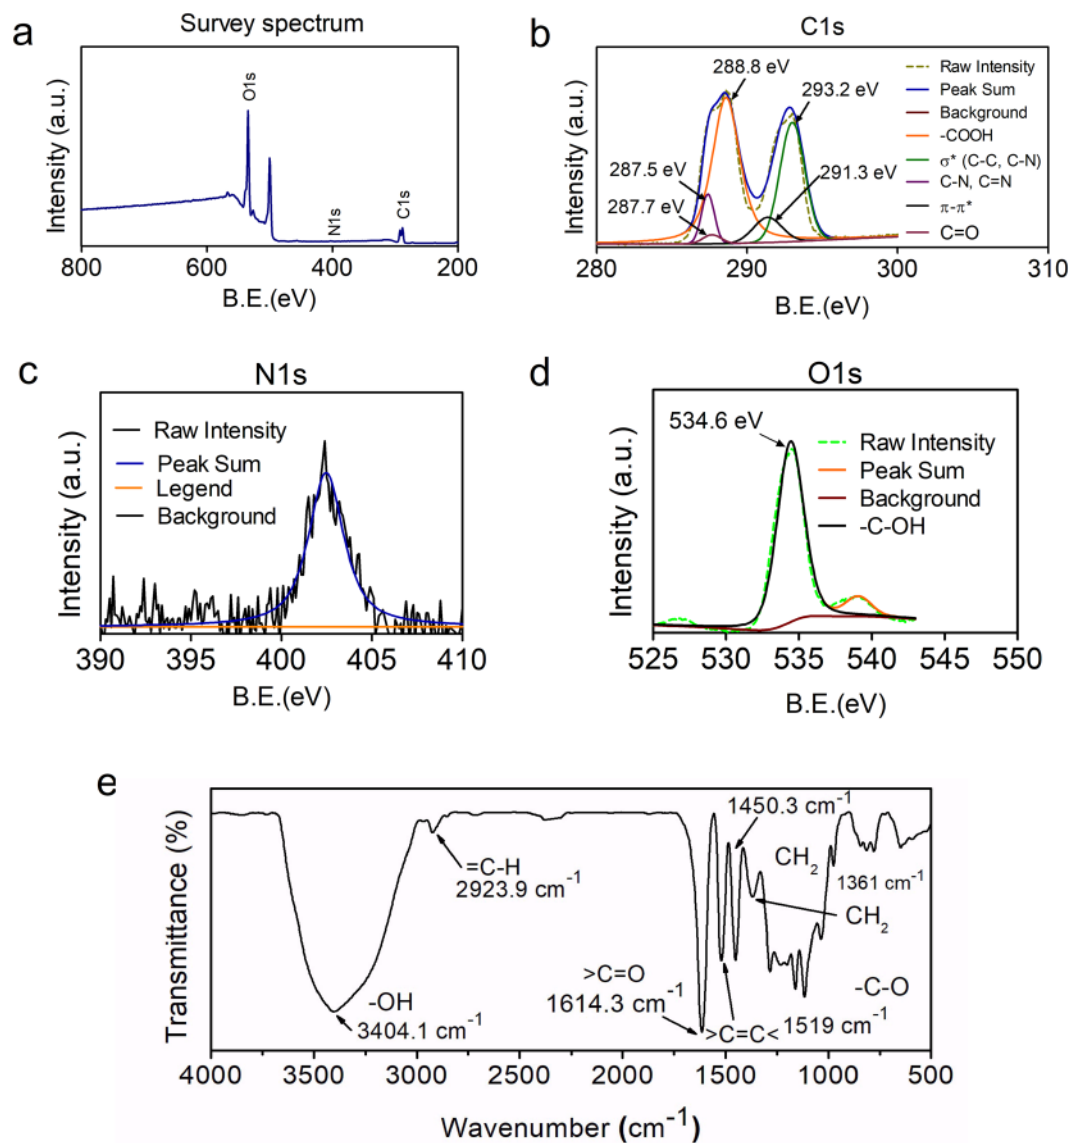 a
Survey spectrum
Intensity (a.u.)
O1s
N1s
C1s
800 600 400 200
B.E.(eV)
b
C1s
Intensity (a.u.)
288.8 eV
293.2 eV
287.5 eV
291.3 eV
287.7 eV
Raw Intensity
Peak Sum
Background
-COOH
σ* (C-C, C-N)
C-N, C=N
π-π*
C=O
280 290 300 310
B.E.(eV)
c
N1s
Intensity (a.u.)
Raw Intensity
Peak Sum
Legend
Background
390 395 400 405 410
B.E.(eV)
d
O1s
Intensity (a.u.)
534.6 eV
Raw Intensity
Peak Sum
Background
-C-OH
525 530 535 540 545 550
B.E.(eV)
e
Transmittance (%)
1450.3 cm⁻¹
=C-H
2923.9 cm⁻¹
CH₂
1361 cm⁻¹
CH₂
>C=O
1614.3 cm⁻¹
-OH
3404.1 cm⁻¹
-C-O
>C=C<
1519 cm⁻¹
4000 3500 3000 2500 2000 1500 1000 500
Wavenumber (cm⁻¹)